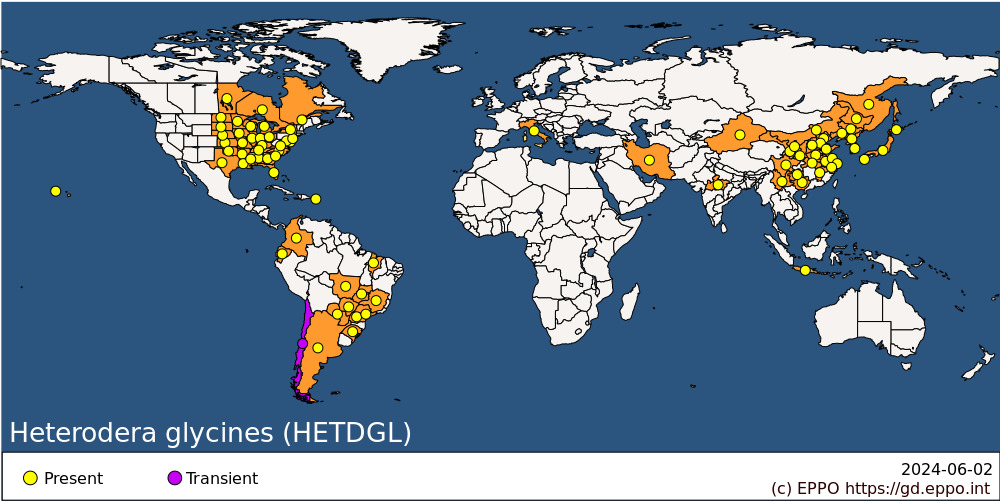 Heterodera glycines (HETDGL)
Present
Transient
2024-06-02
(c) EPPO https://gd.eppo.int